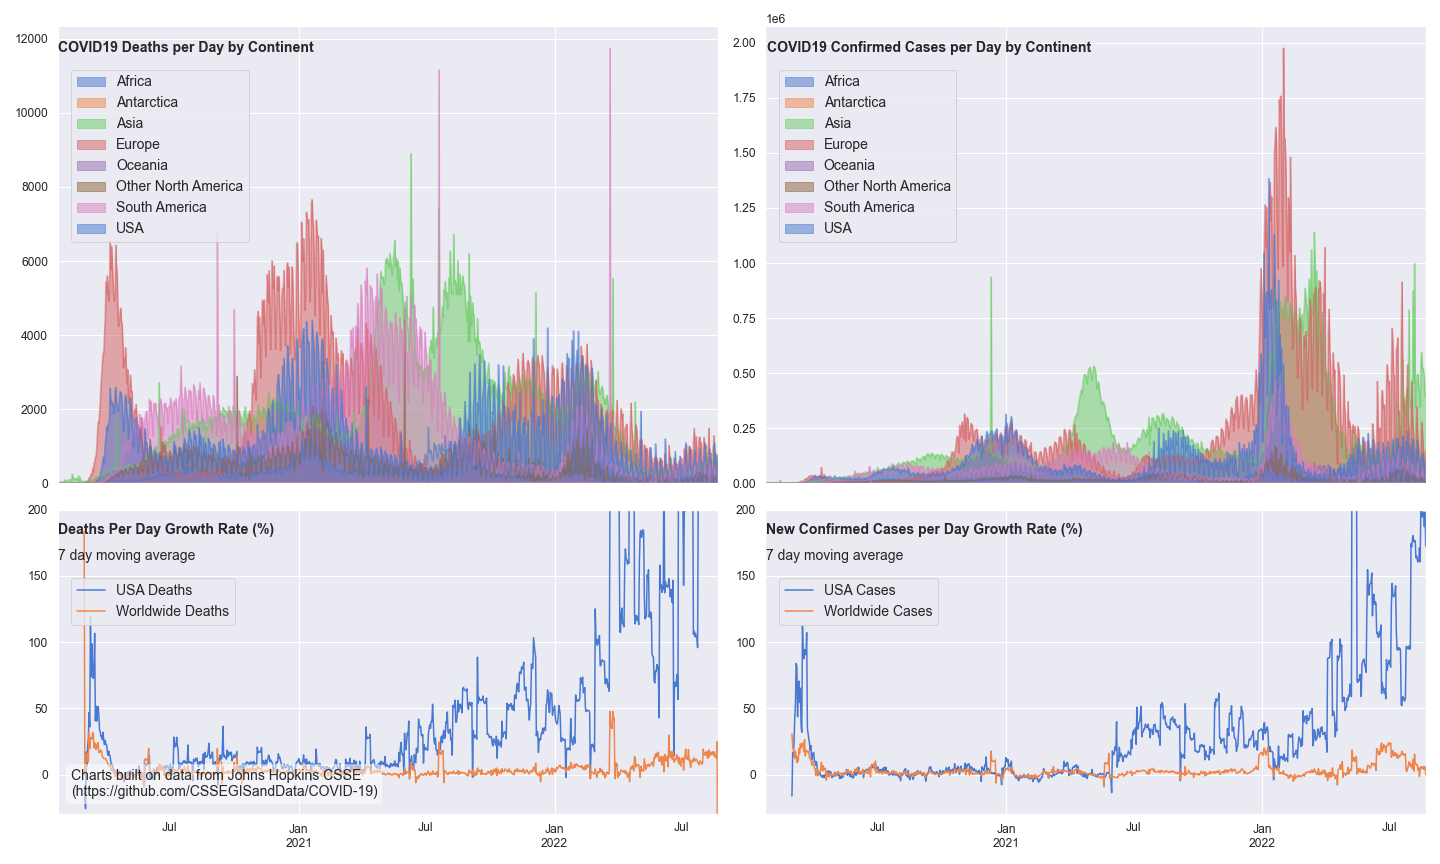 COVID19 Deaths per Day by Continent
12000
10000
8000
6000
4000
2000
0
Africa
Antarctica
Asia
Europe
Oceania
Other North America
South America
USA
1e6
COVID19 Confirmed Cases per Day by Continent
2.00
1.75
1.50
1.25
1.00
0.75
0.50
0.25
0.00
Africa
Antarctica
Asia
Europe
Oceania
Other North America
South America
USA
Deaths Per Day Growth Rate (%)
7 day moving average
USA Deaths
Worldwide Deaths
200
150
100
50
0
Charts built on data from Johns Hopkins CSSE
(https://github.com/CSSEGISandData/COVID-19)
Jul
Jan
2021
Jul
Jan
2022
Jul
New Confirmed Cases per Day Growth Rate (%)
7 day moving average
USA Cases
Worldwide Cases
200
150
100
50
0
Jul
Jan
2021
Jul
Jan
2022
Jul